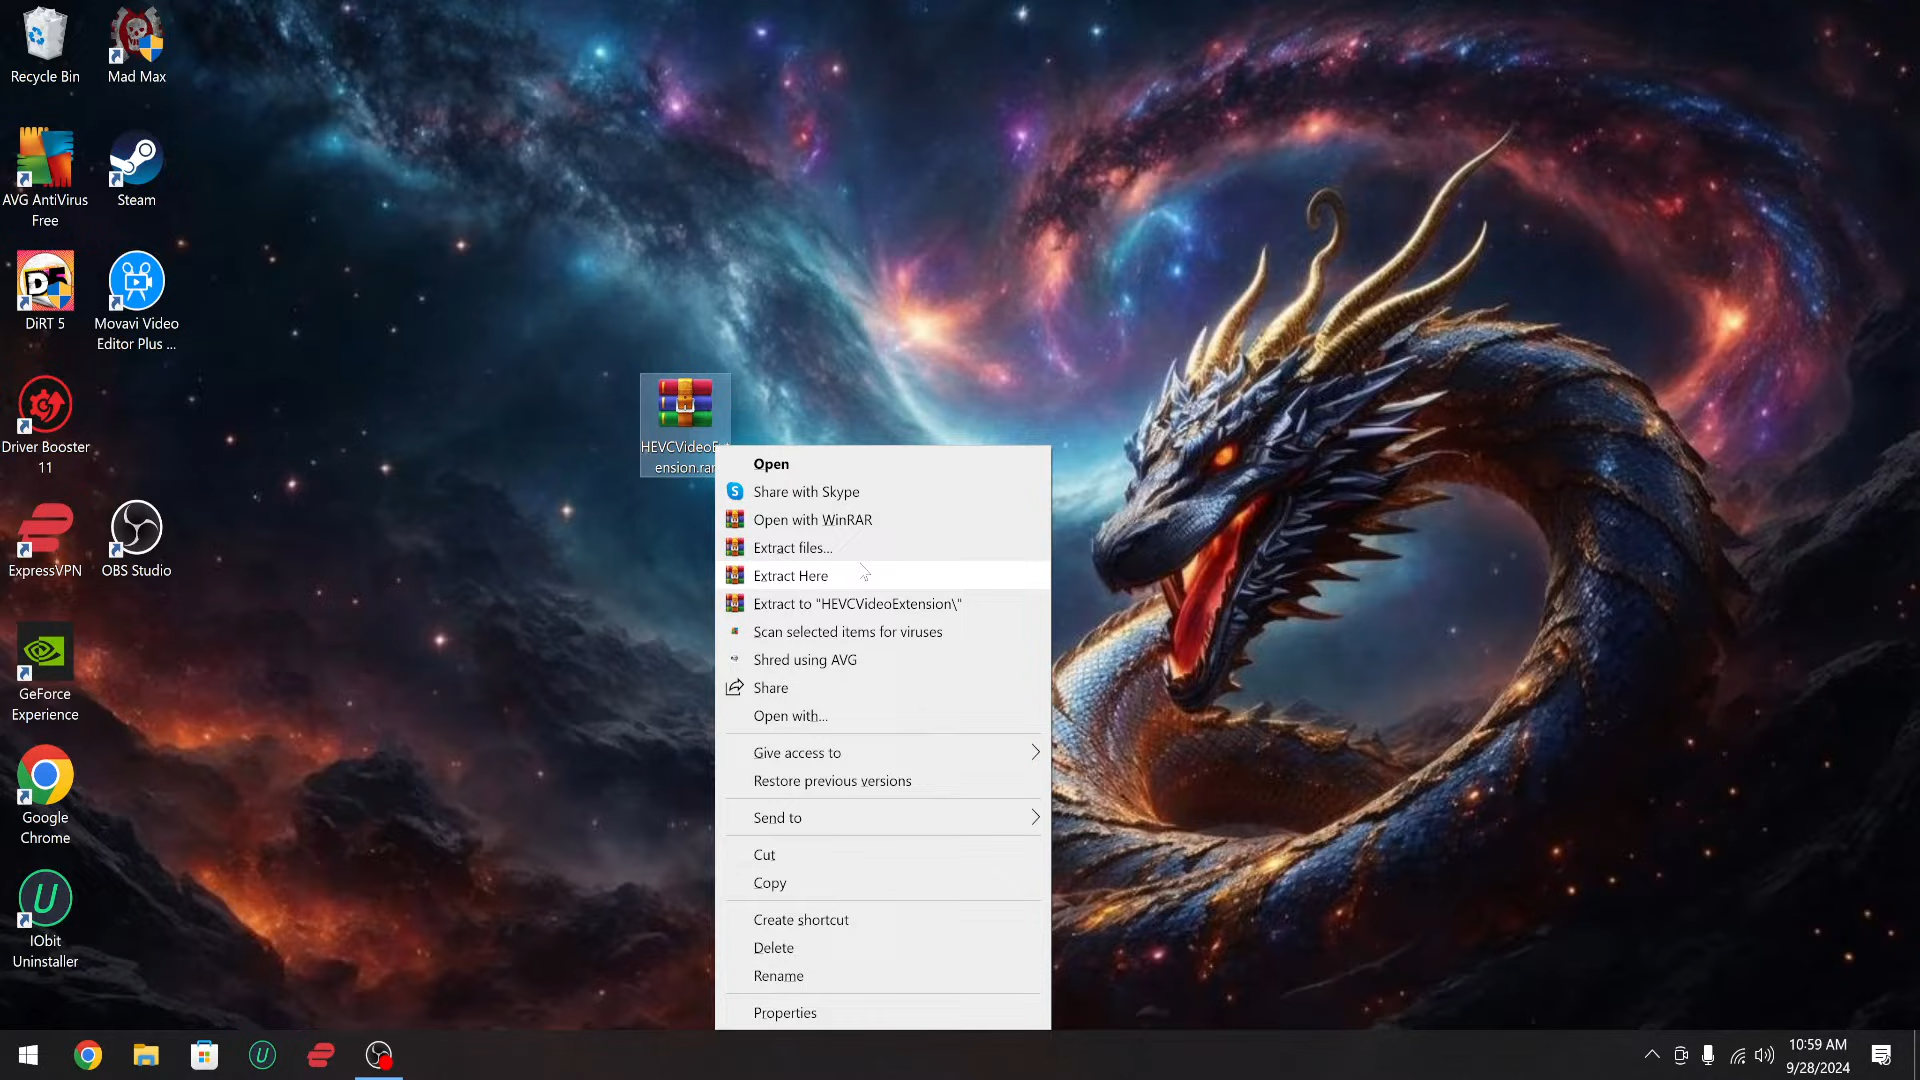 Recycle Bin
Mad Max
AVG AntiVirus
Free
Steam
DiRT 5
Movavi Video
Editor Plus ...
Driver Booster
11
ExpressVPN
OBS Studio
GeForce
Experience
Google
Chrome
IObit
Uninstaller
HEVCVideoExt
ension.rar
Open
Share with Skype
Open with WinRAR
Extract files...
Extract Here
Extract to "HEVCVideoExtension\"
Scan selected items for viruses
Shred using AVG
Share
Open with...
Give access to
Restore previous versions
Send to
Cut
Copy
Create shortcut
Delete
Rename
Properties
10:59 AM
9/28/2024